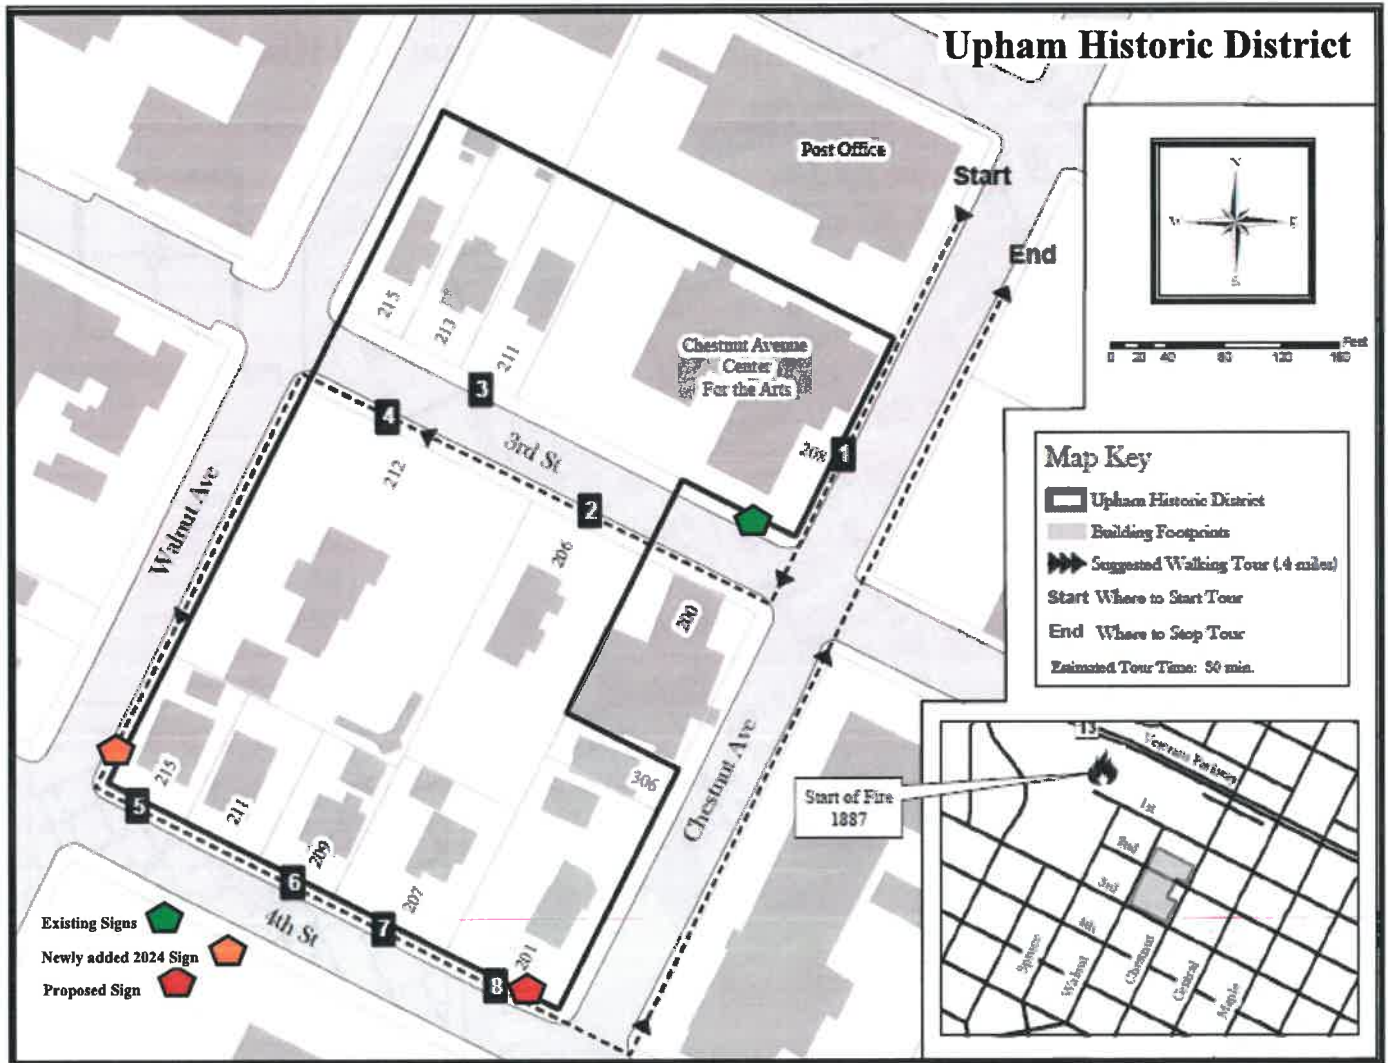 Upham Historic District
Post Office
Start
End
N
W
E
S
0 20 40 80 120 160 Feet
215
213
211
Chestnut Avenue
Center
For the Arts
208
1
3
4
3rd St
2
212
206
200
Walnut Ave
Chestnut Ave
306
215
211
209
207
201
5
6
7
8
4th St
Map Key
Upham Historic District
Building Footprints
Suggested Walking Tour (.4 miles)
Start Where to Start Tour
End Where to Stop Tour
Estimated Tour Time: 30 min.
Existing Signs
Newly added 2024 Sign
Proposed Sign
Start of Fire
1887
13
Veterans Parkway
1st
2nd
3rd
4th
Spruce
Walnut
Chestnut
Central
Maple